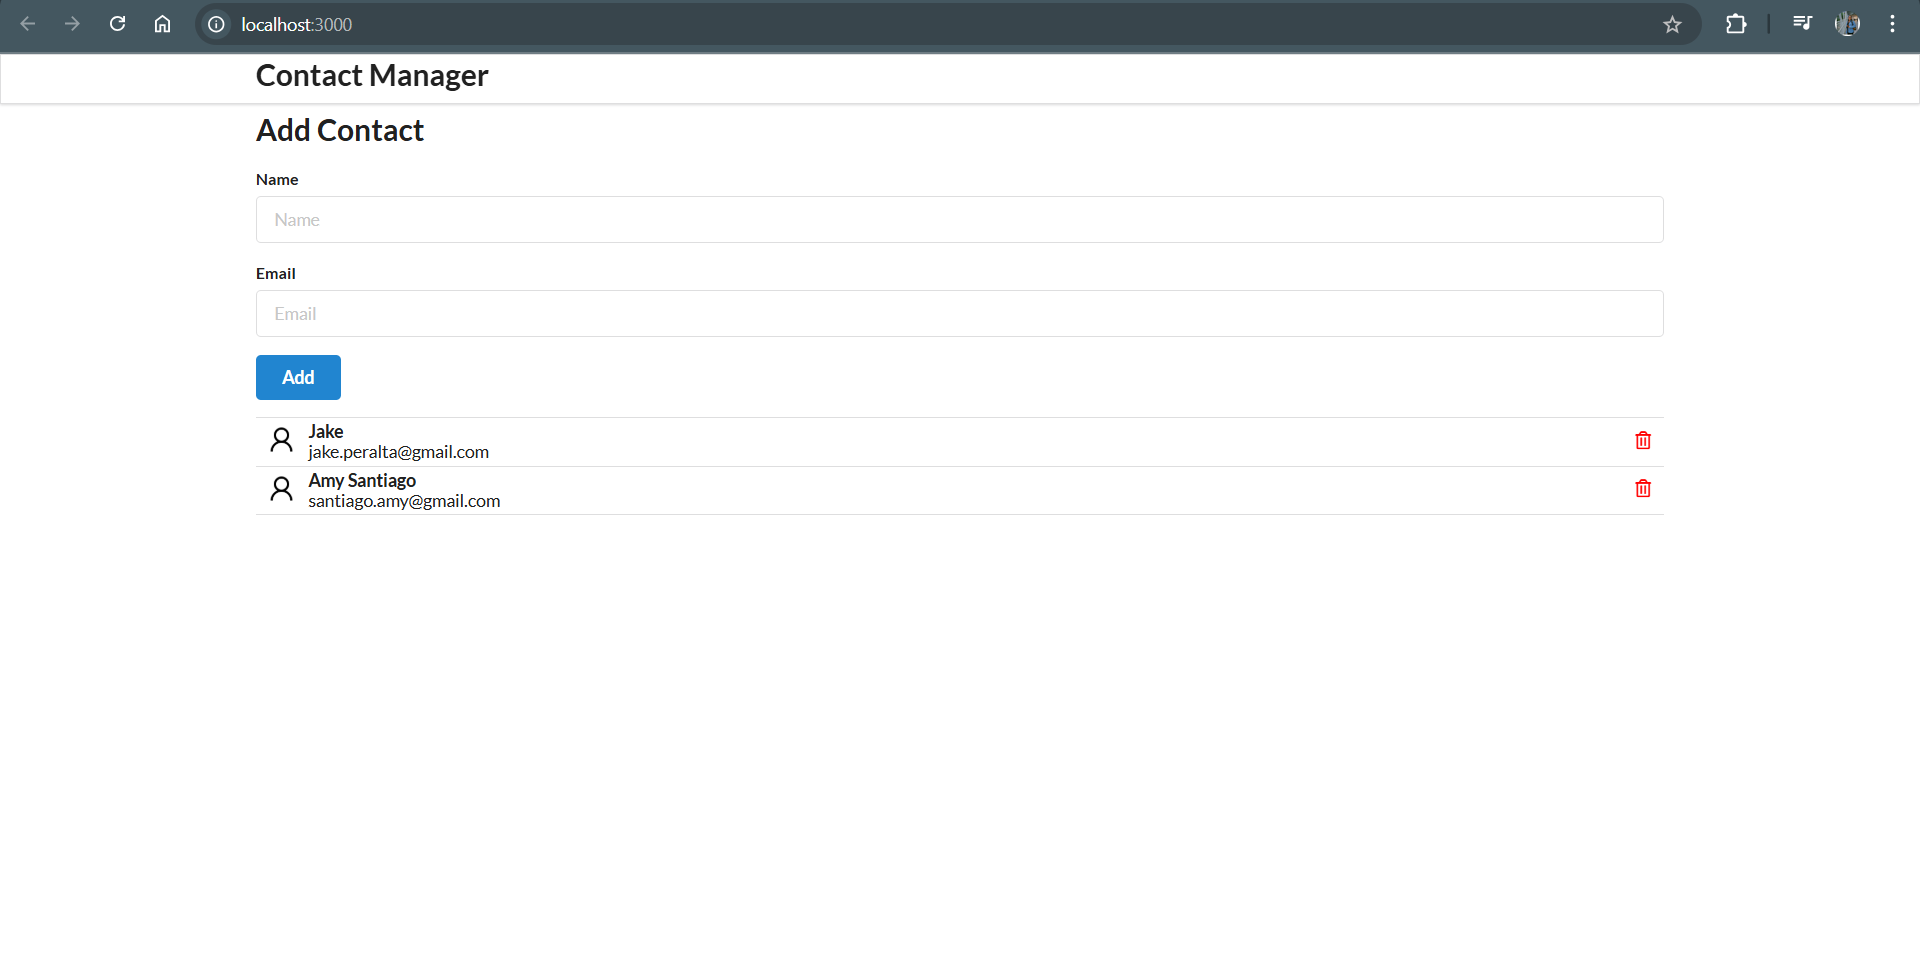 localhost:3000
Contact Manager
Add Contact
Name
Name
Email
Email
Add
Jake
jake.peralta@gmail.com
Amy Santiago
santiago.amy@gmail.com